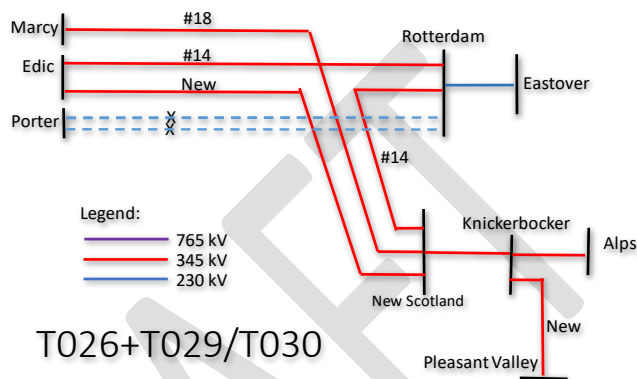 Marcy
#18
Rotterdam
Edic
#14
New
Eastover
Porter
X
X
#14
Legend:
765 kV
345 kV
230 kV
Knickerbocker
Alps
New Scotland
New
T026+T029/T030
Pleasant Valley